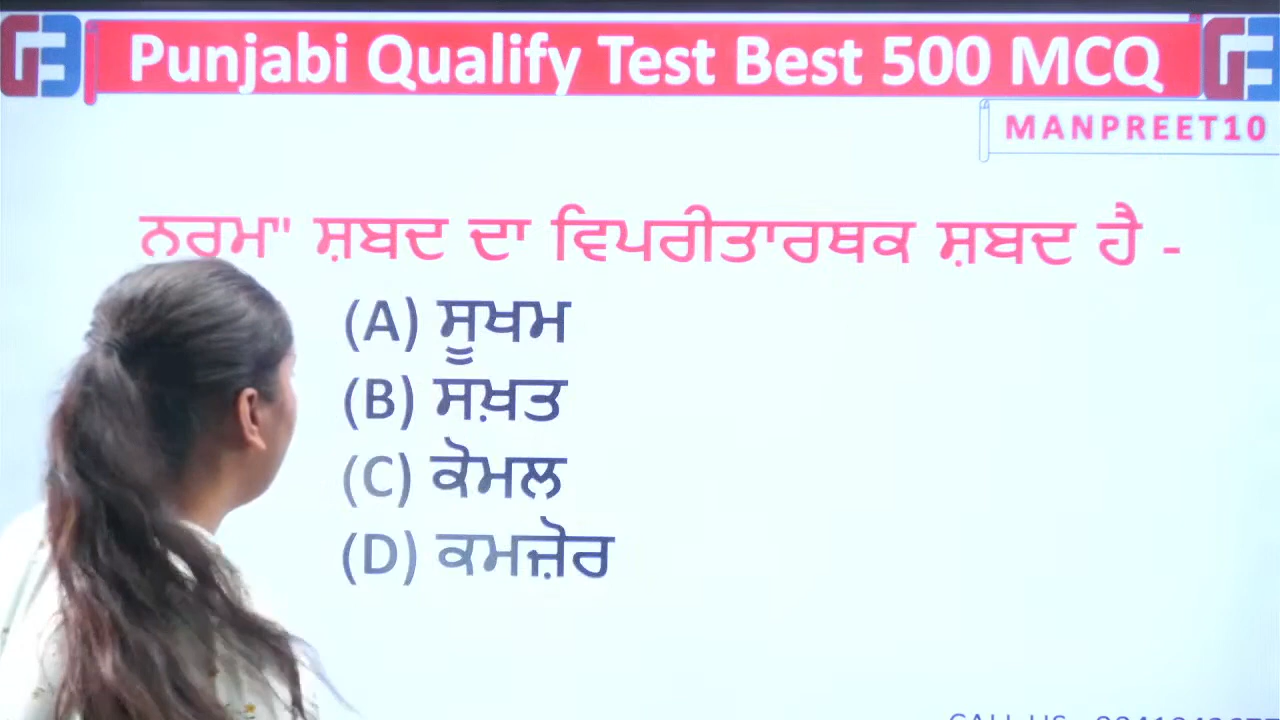 Punjabi Qualify Test Best 500 MCQ
MANPREET10
ਨਰਮ" ਸ਼ਬਦ ਦਾ ਵਿਪਰੀਤਾਰਥਕ ਸ਼ਬਦ ਹੈ -
(A) ਸੂਖਮ
(B) ਸਖ਼ਤ
(C) ਕੋਮਲ
(D) ਕਮਜ਼ੋਰ